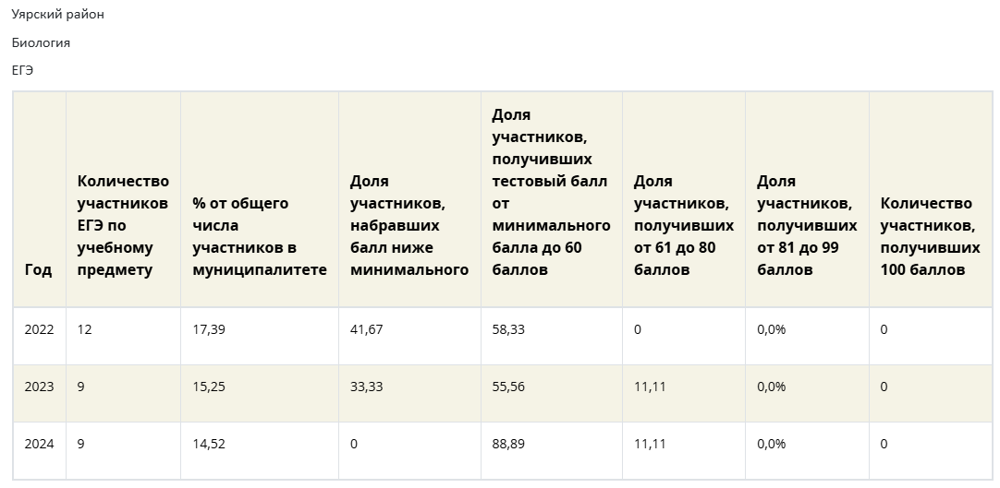 Уярский район
Биология
ЕГЭ
Год
Количество
участников
ЕГЭ по
учебному
предмету
% от общего
числа
участников в
муниципалитете
Доля
участников,
набравших
балл ниже
минимального
Доля
участников,
получивших
тестовый балл
от
минимального
балла до 60
баллов
Доля
участников,
получивших
от 61 до 80
баллов
Доля
участников,
получивших
от 81 до 99
баллов
Количество
участников,
получивших
100 баллов
2022 12 17,39 41,67 58,33 0 0,0% 0
2023 9 15,25 33,33 55,56 11,11 0,0% 0
2024 9 14,52 0 88,89 11,11 0,0% 0